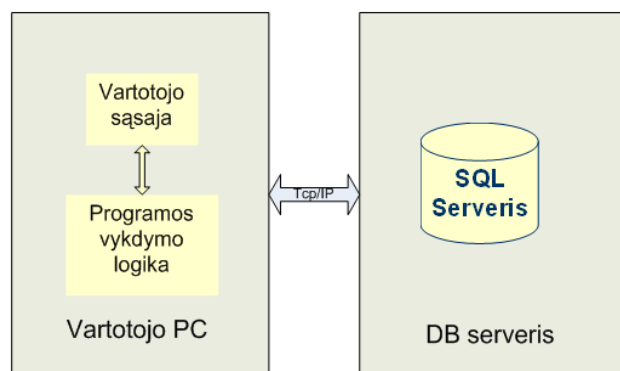 Vartotojo
sąsaja
Programos
vykdymo
logika
Vartotojo PC
Tcp/IP
SQL
Serveris
DB serveris